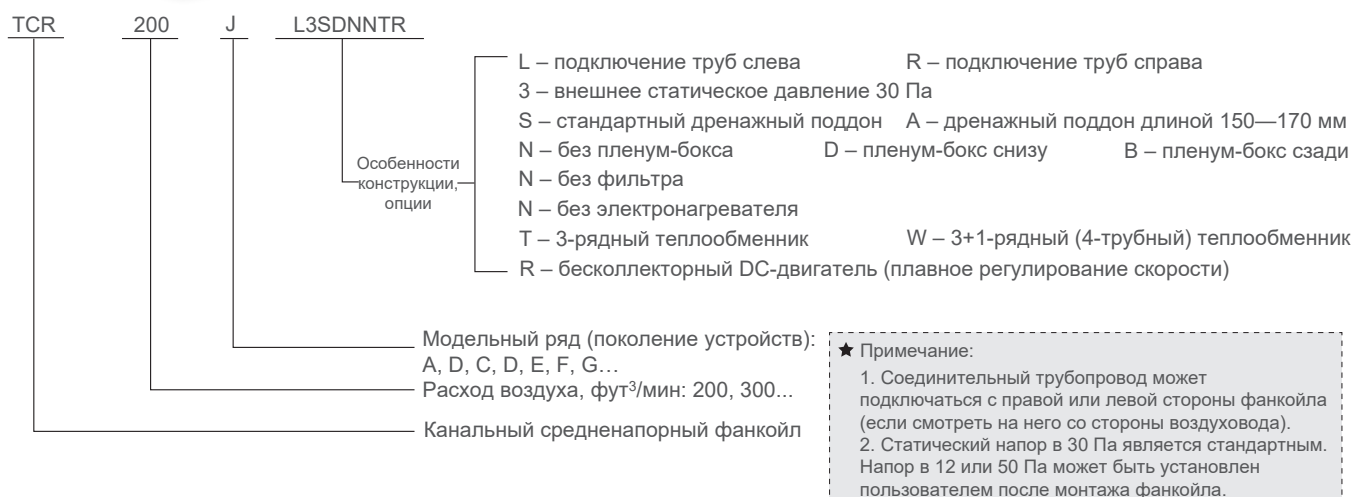 TCR 200 J L3SDNNTR
L – подключение труб слева R – подключение труб справа
3 – внешнее статическое давление 30 Па
S – стандартный дренажный поддон A – дренажный поддон длиной 150—170 мм
N – без пленум-бокса D – пленум-бокс снизу B – пленум-бокс сзади
N – без фильтра
N – без электронагревателя
T – 3-рядный теплообменник W – 3+1-рядный (4-трубный) теплообменник
R – бесколлекторный DC-двигатель (плавное регулирование скорости)
Особенности
конструкции,
опции
Модельный ряд (поколение устройств):
A, D, C, D, E, F, G…
Расход воздуха, фут³/мин: 200, 300...
Канальный средненапорный фанкойл
★ Примечание:
1. Соединительный трубопровод может
подключаться с правой или левой стороны фанкойла
(если смотреть на него со стороны воздуховода).
2. Статический напор в 30 Па является стандартным.
Напор в 12 или 50 Па может быть установлен
пользователем после монтажа фанкойла.